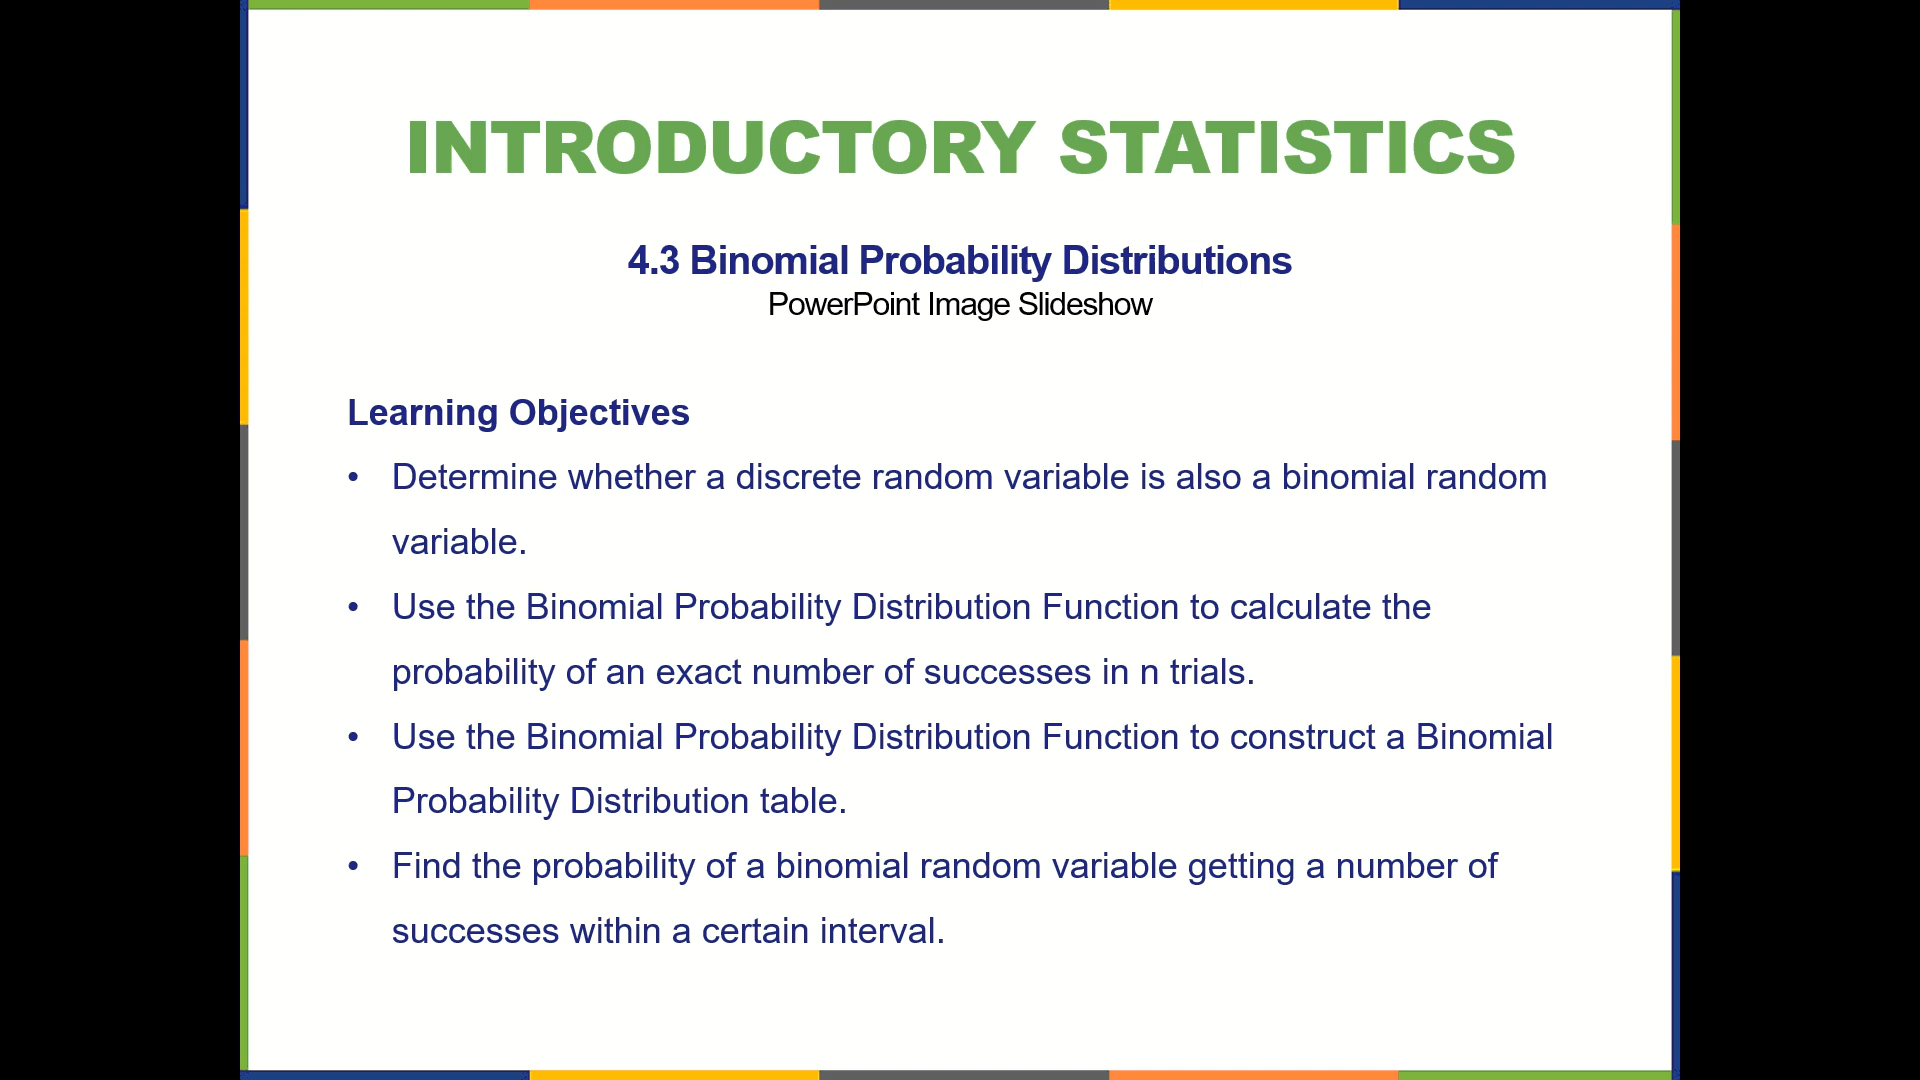 INTRODUCTORY STATISTICS
4.3 Binomial Probability Distributions
PowerPoint Image Slideshow
Learning Objectives
• Determine whether a discrete random variable is also a binomial random
variable.
• Use the Binomial Probability Distribution Function to calculate the
probability of an exact number of successes in n trials.
• Use the Binomial Probability Distribution Function to construct a Binomial
Probability Distribution table.
• Find the probability of a binomial random variable getting a number of
successes within a certain interval.